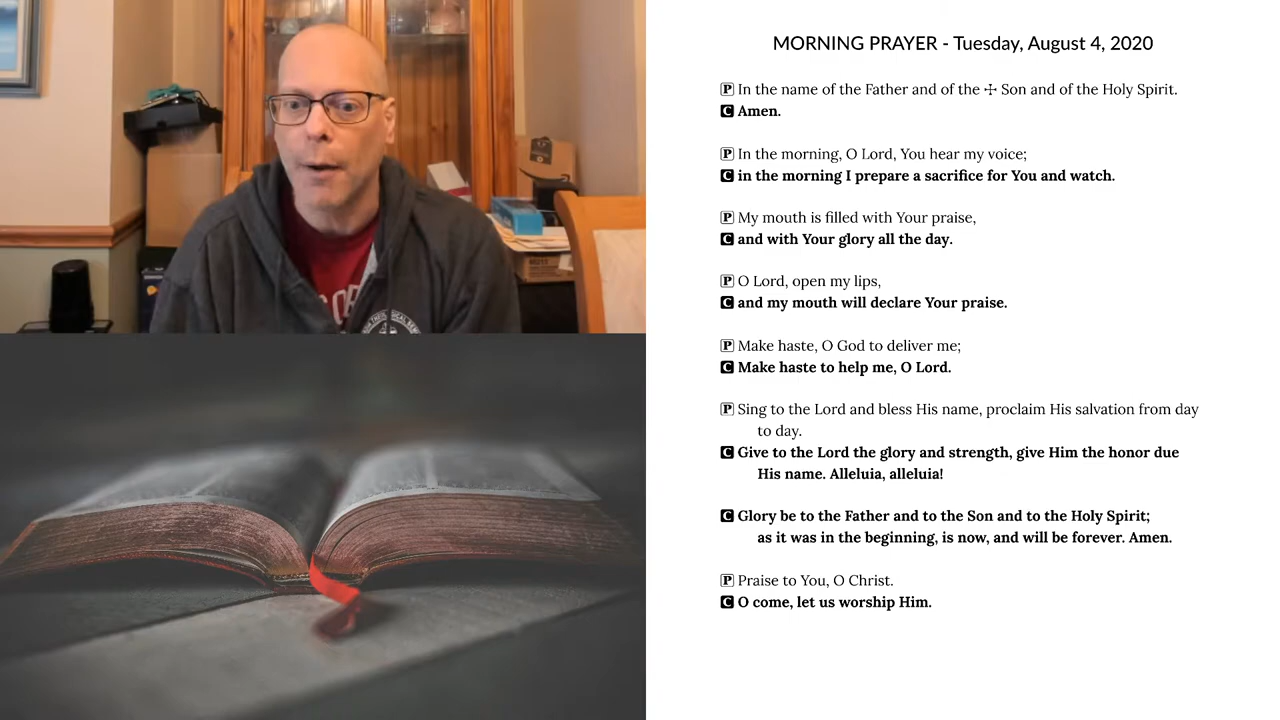 MORNING PRAYER - Tuesday, August 4, 2020
P In the name of the Father and of the ☩ Son and of the Holy Spirit.
C Amen.
P In the morning, O Lord, You hear my voice;
C in the morning I prepare a sacrifice for You and watch.
P My mouth is filled with Your praise,
C and with Your glory all the day.
P O Lord, open my lips,
C and my mouth will declare Your praise.
P Make haste, O God to deliver me;
C Make haste to help me, O Lord.
P Sing to the Lord and bless His name, proclaim His salvation from day
to day.
C Give to the Lord the glory and strength, give Him the honor due
His name. Alleluia, alleluia!
C Glory be to the Father and to the Son and to the Holy Spirit;
as it was in the beginning, is now, and will be forever. Amen.
P Praise to You, O Christ.
C O come, let us worship Him.